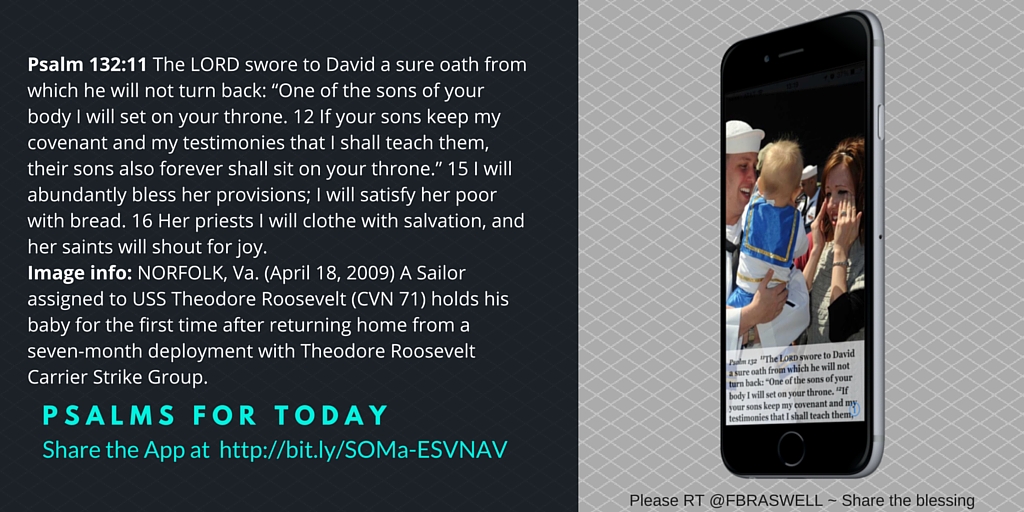 Psalm 132:11 The LORD swore to David a sure oath from
which he will not turn back: “One of the sons of your
body I will set on your throne. 12 If your sons keep my
covenant and my testimonies that I shall teach them,
their sons also forever shall sit on your throne.” 15 I will
abundantly bless her provisions; I will satisfy her poor
with bread. 16 Her priests I will clothe with salvation, and
her saints will shout for joy.
Image info: NORFOLK, Va. (April 18, 2009) A Sailor
assigned to USS Theodore Roosevelt (CVN 71) holds his
baby for the first time after returning home from a
seven-month deployment with Theodore Roosevelt
Carrier Strike Group.
PSALMS FOR TODAY
Share the App at http://bit.ly/SOMa-ESVNAV
Psalm 132 ¹¹The LORD swore to David
a sure oath from which he will not
turn back: “One of the sons of your
body I will set on your throne. ¹²If
your sons keep my covenant and my
testimonies that I shall teach them,
Please RT @FBRASWELL ~ Share the blessing